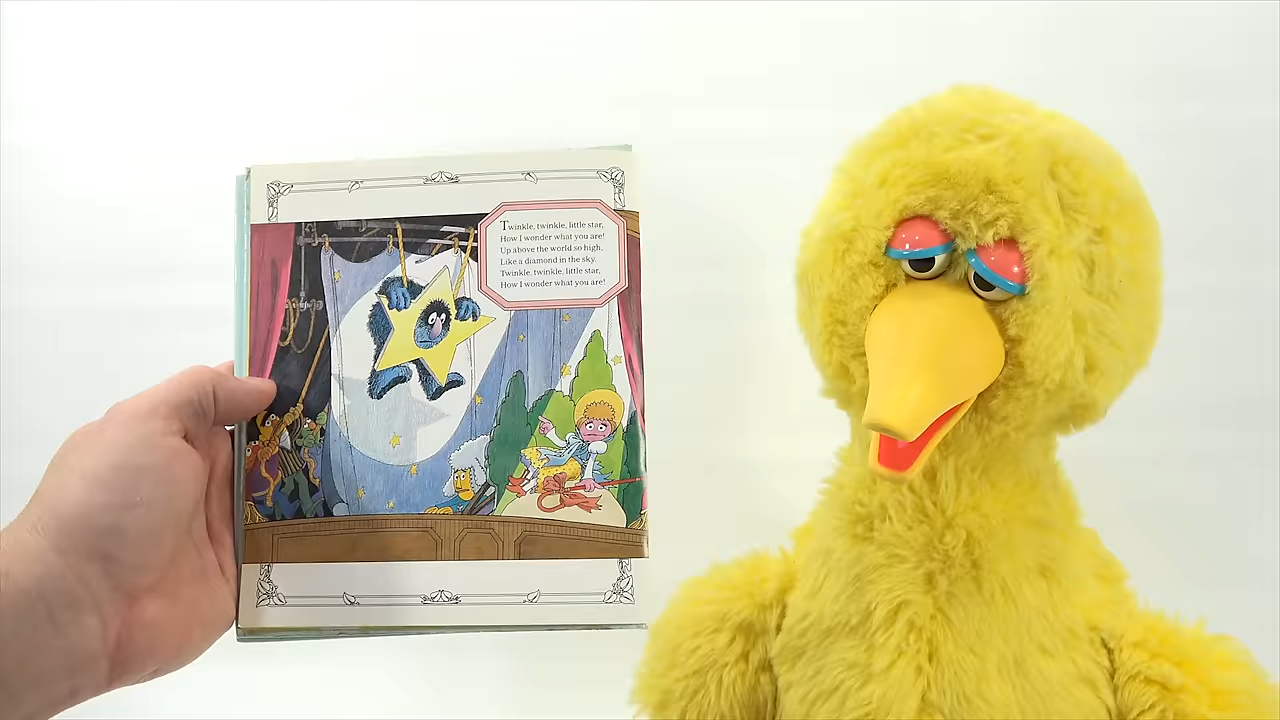 Twinkle, twinkle, little star,
How I wonder what you are!
Up above the world so high,
Like a diamond in the sky.
Twinkle, twinkle, little star,
How I wonder what you are!